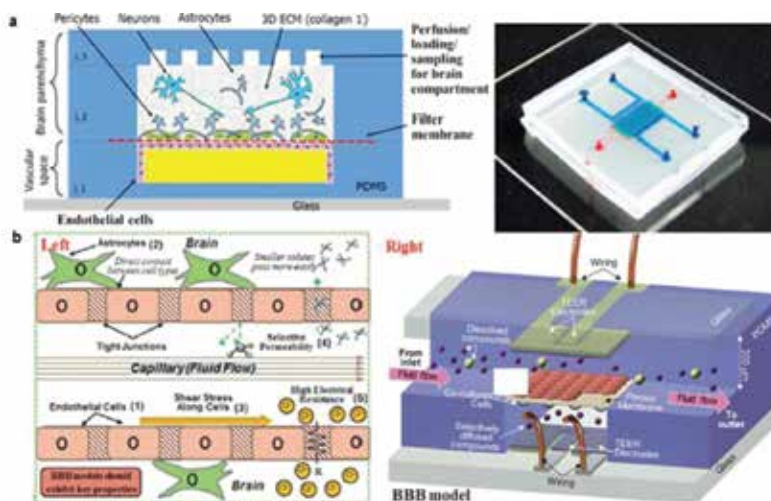 a
Pericytes
Neurons
Astrocytes
3D ECM (collagen 1)
Perfusion/
loading/
sampling
for brain
compartment
Filter
membrane
Brain parenchyma
Vascular
space
L3
L2
L1
PDMS
Glass
Endothelial cells
b
Left
Astrocytes (2)
Brain
Direct contact
between cell types
Smaller solutes
pass more easily
Tight Junctions
Selective
Permeability
(4)
Capillary (Fluid Flow)
Endothelial Cells
(1)
Shear Stress
Along Cells
(3)
High Electrical
Resistance
(5)
R
BBB models should
exhibit key properties
Brain
Right
Wiring
TEER
Electrodes
Dissolved
compounds
From
inlet
Fluid flow
Co-cultured
Cells
Porous
Membrane
Fluid flow
To
outlet
Selectively
diffused
compounds
TEER
Electrodes
Wiring
Glass
PDMS
Glass
BBB model